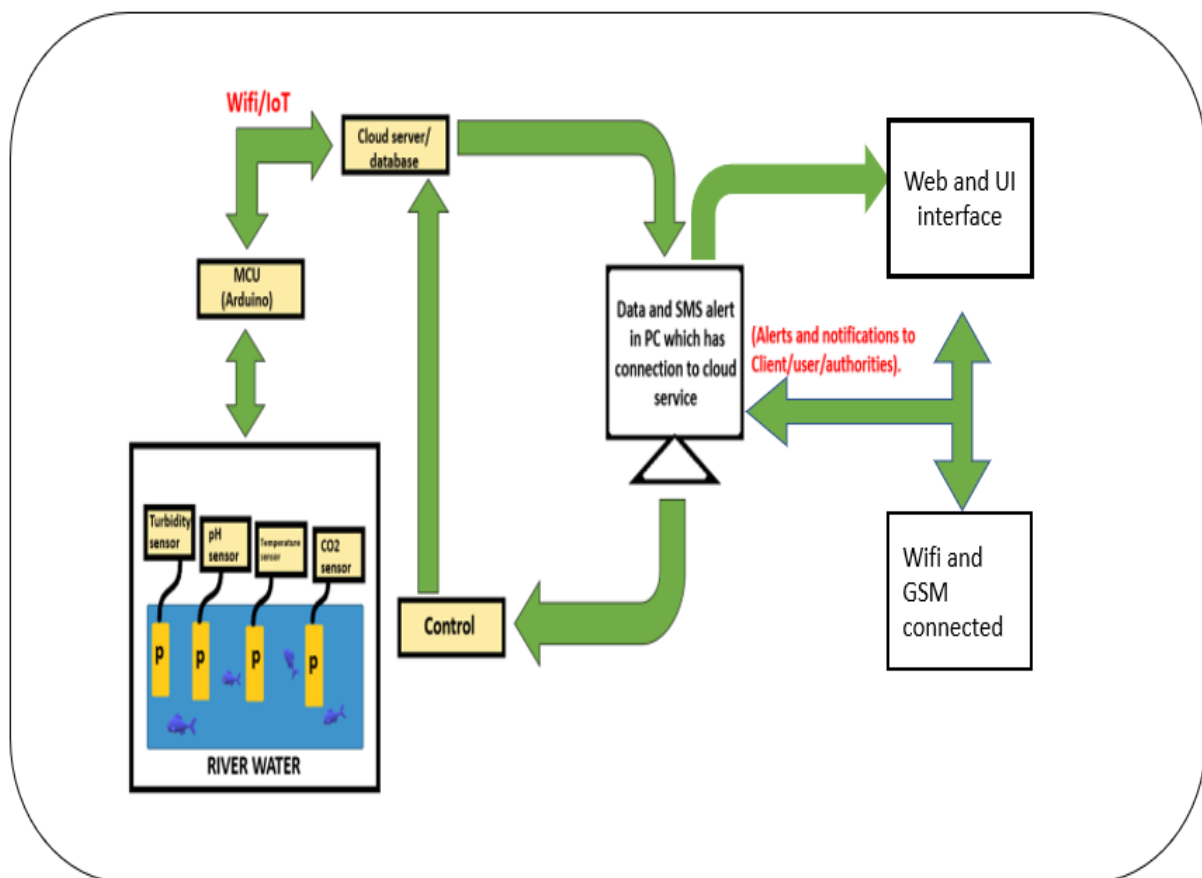 Wifi/IoT
Cloud server/
database
Web and UI
interface
MCU
(Arduino)
Data and SMS alert
in PC which has
connection to cloud
service
(Alerts and notifications to
Client/user/authorities).
Turbidity
sensor
pH
sensor
Temperature
sensor
CO2
sensor
P
P
P
P
RIVER WATER
Control
Wifi and
GSM
connected